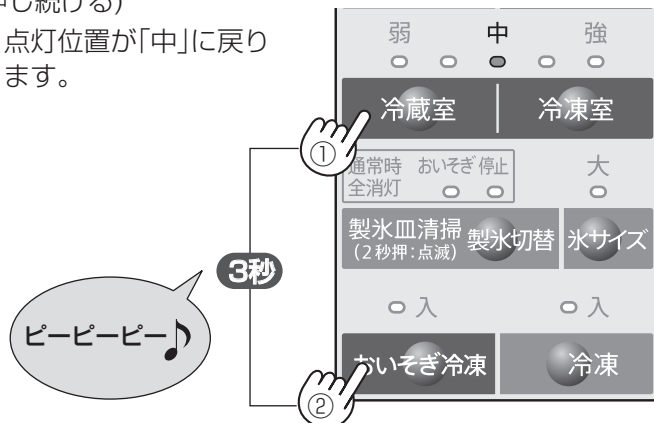 押し続ける)
点灯位置が「中」に戻り
ます。
弱 中 強
冷蔵室 冷凍室
①
通常時 おいそぎ 停止 大
全消灯
製氷皿清掃 製氷切替 氷サイズ
(2秒押:点滅)
3秒
入 入
ピーピーピー♪
おいそぎ冷凍 冷凍
②